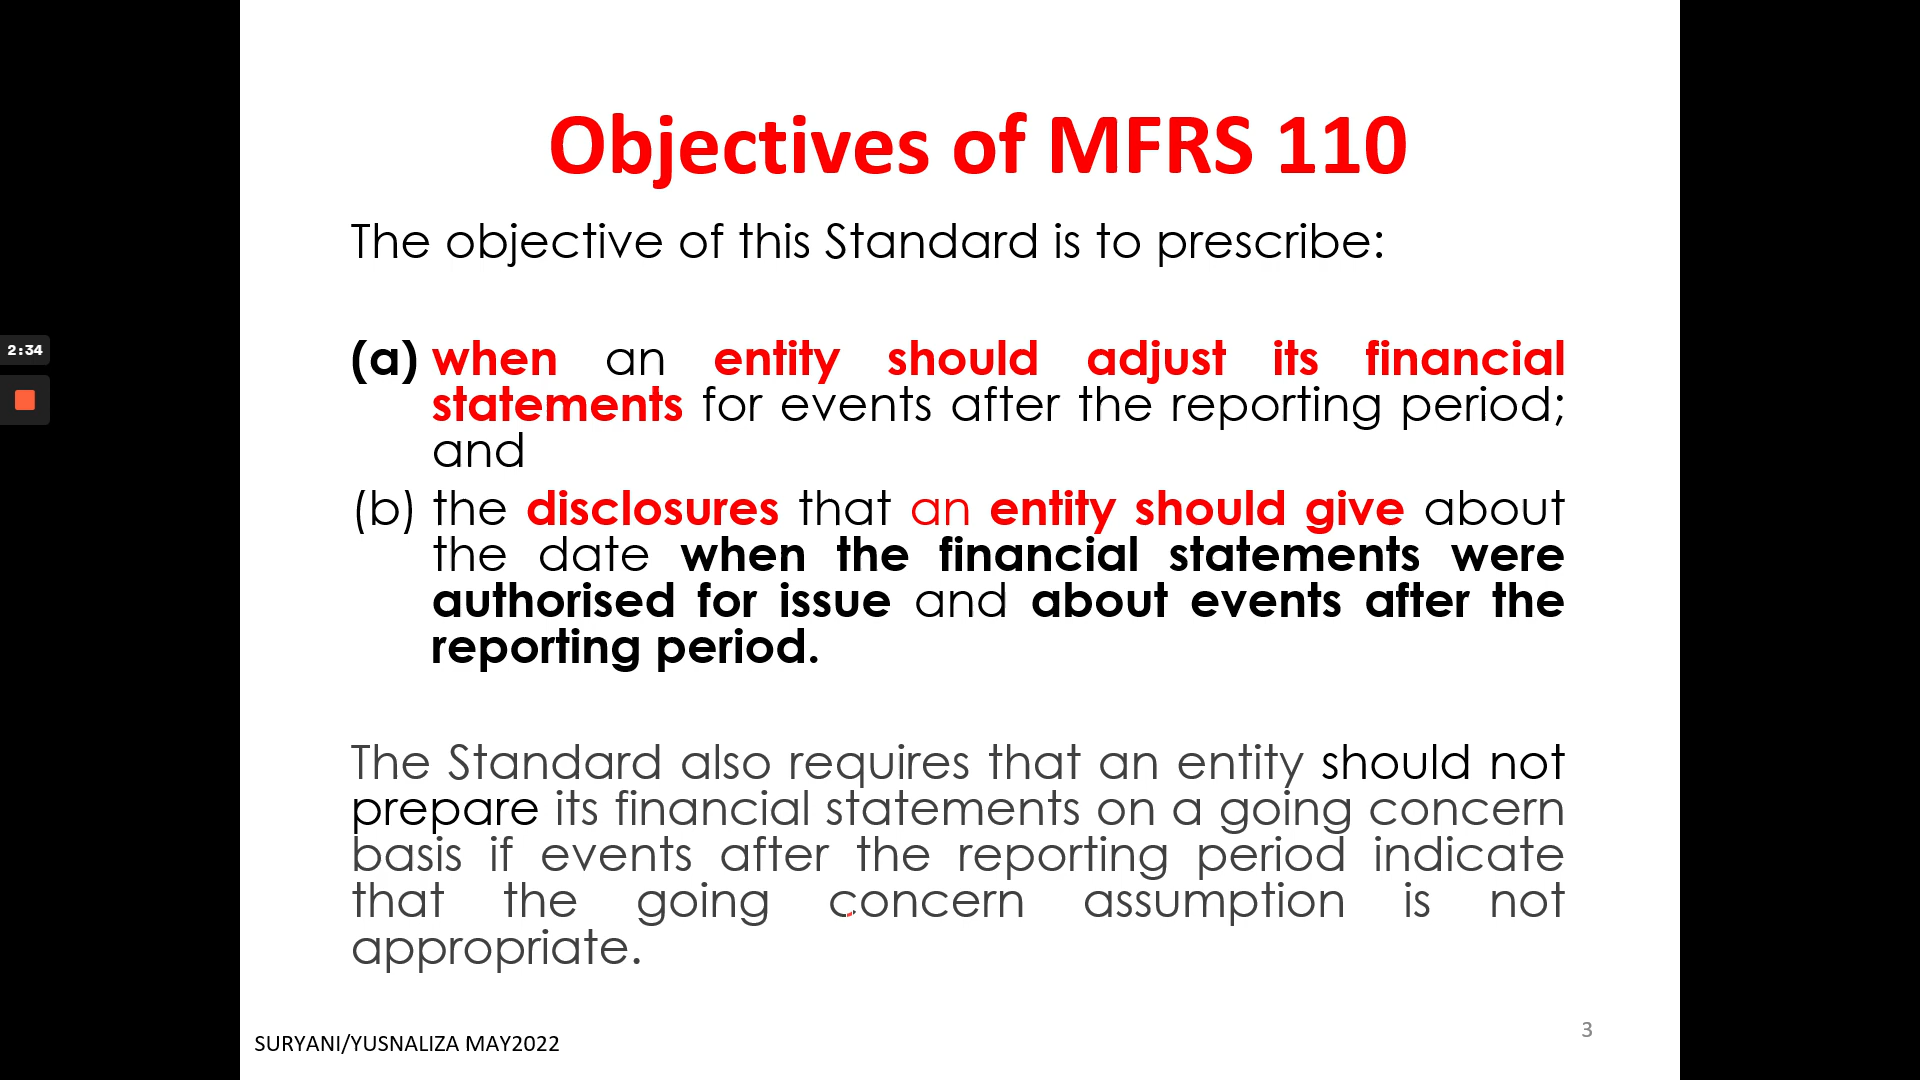 Objectives of MFRS 110
The objective of this Standard is to prescribe:
2:34
(a) when an entity should adjust its financial
statements for events after the reporting period;
and
(b) the disclosures that an entity should give about
the date when the financial statements were
authorised for issue and about events after the
reporting period.
The Standard also requires that an entity should not
prepare its financial statements on a going concern
basis if events after the reporting period indicate
that the going concern assumption is not
appropriate.
SURYANI/YUSNALIZA MAY2022
3